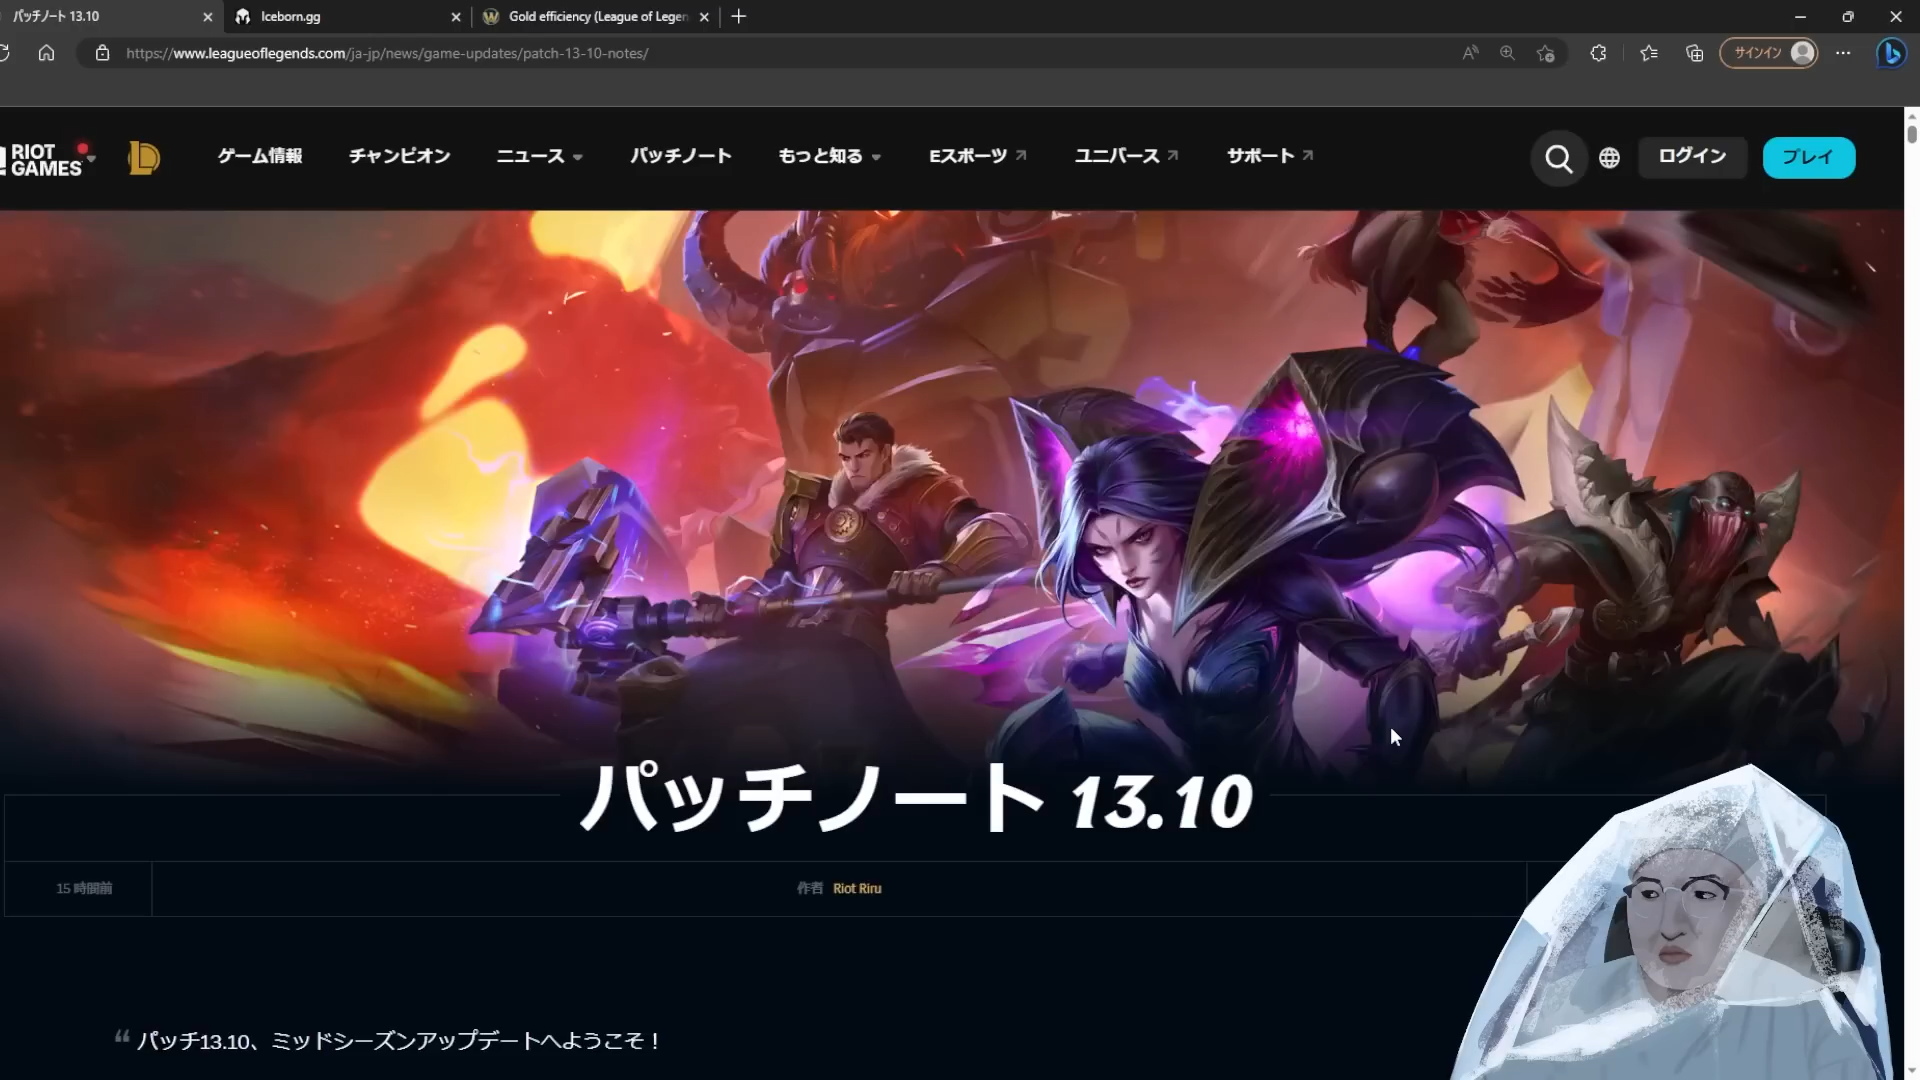 パッチノート 13.10
Iceborn.gg
Gold efficiency (League of Legen
https://www.leagueoflegends.com/ja-jp/news/game-updates/patch-13-10-notes/
サインイン
RIOT
GAMES
ゲーム情報
チャンピオン
ニュース
パッチノート
もっと知る
Eスポーツ
ユニバース
サポート
ログイン
プレイ
パッチノート 13.10
15 時間前
作者 Riot Riru
“ パッチ13.10、ミッドシーズンアップデートへようこそ！